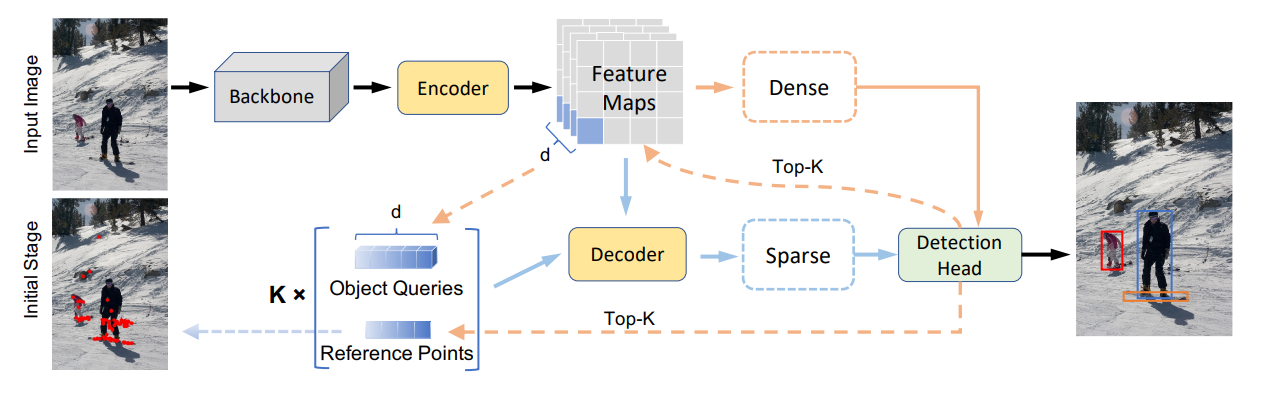 Input Image
Backbone
Encoder
Feature
Maps
d
Dense
Top-K
Initial Stage
d
K ×
Object Queries
Reference Points
Decoder
Sparse
Detection
Head
Top-K